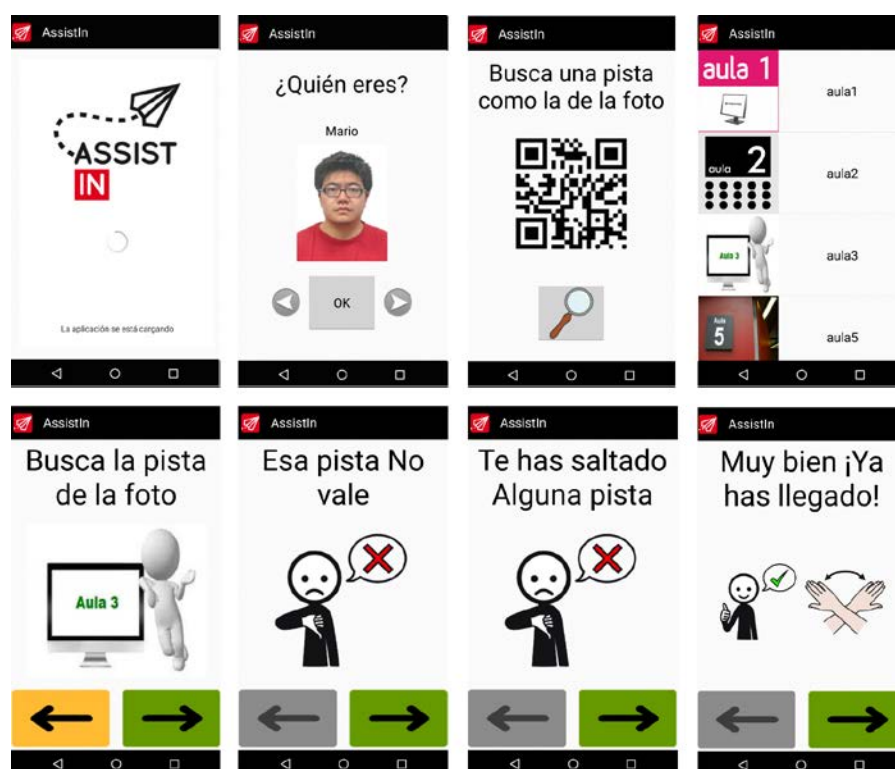 AssistIn
ASSIST
IN
La aplicación se está cargando
AssistIn
¿Quién eres?
Mario
OK
AssistIn
Busca una pista
como la de la foto
AssistIn
aula 1
aula1
aula 2
aula2
Aula 3
aula3
Aula
5
aula5
AssistIn
Busca la pista
de la foto
Aula 3
AssistIn
Esa pista No
vale
AssistIn
Te has saltado
Alguna pista
AssistIn
Muy bien ¡Ya
has llegado!